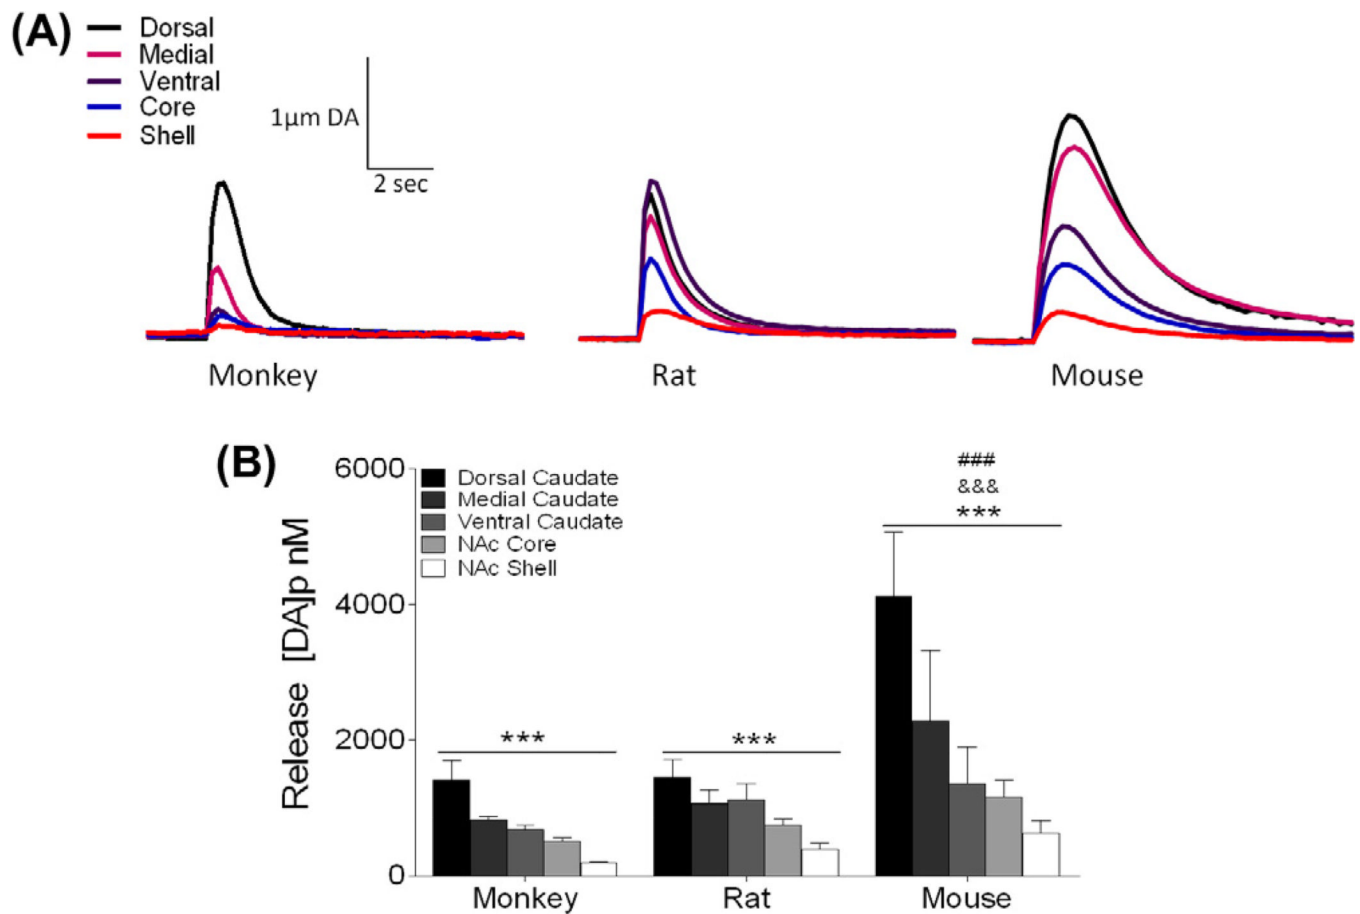 (A)
Dorsal
Medial
Ventral
Core
Shell
1μm DA
2 sec
Monkey
Rat
Mouse
(B)
Release [DA]p nM
6000
4000
2000
0
Dorsal Caudate
Medial Caudate
Ventral Caudate
NAc Core
NAc Shell
***
***
###
&&&
***
Monkey
Rat
Mouse